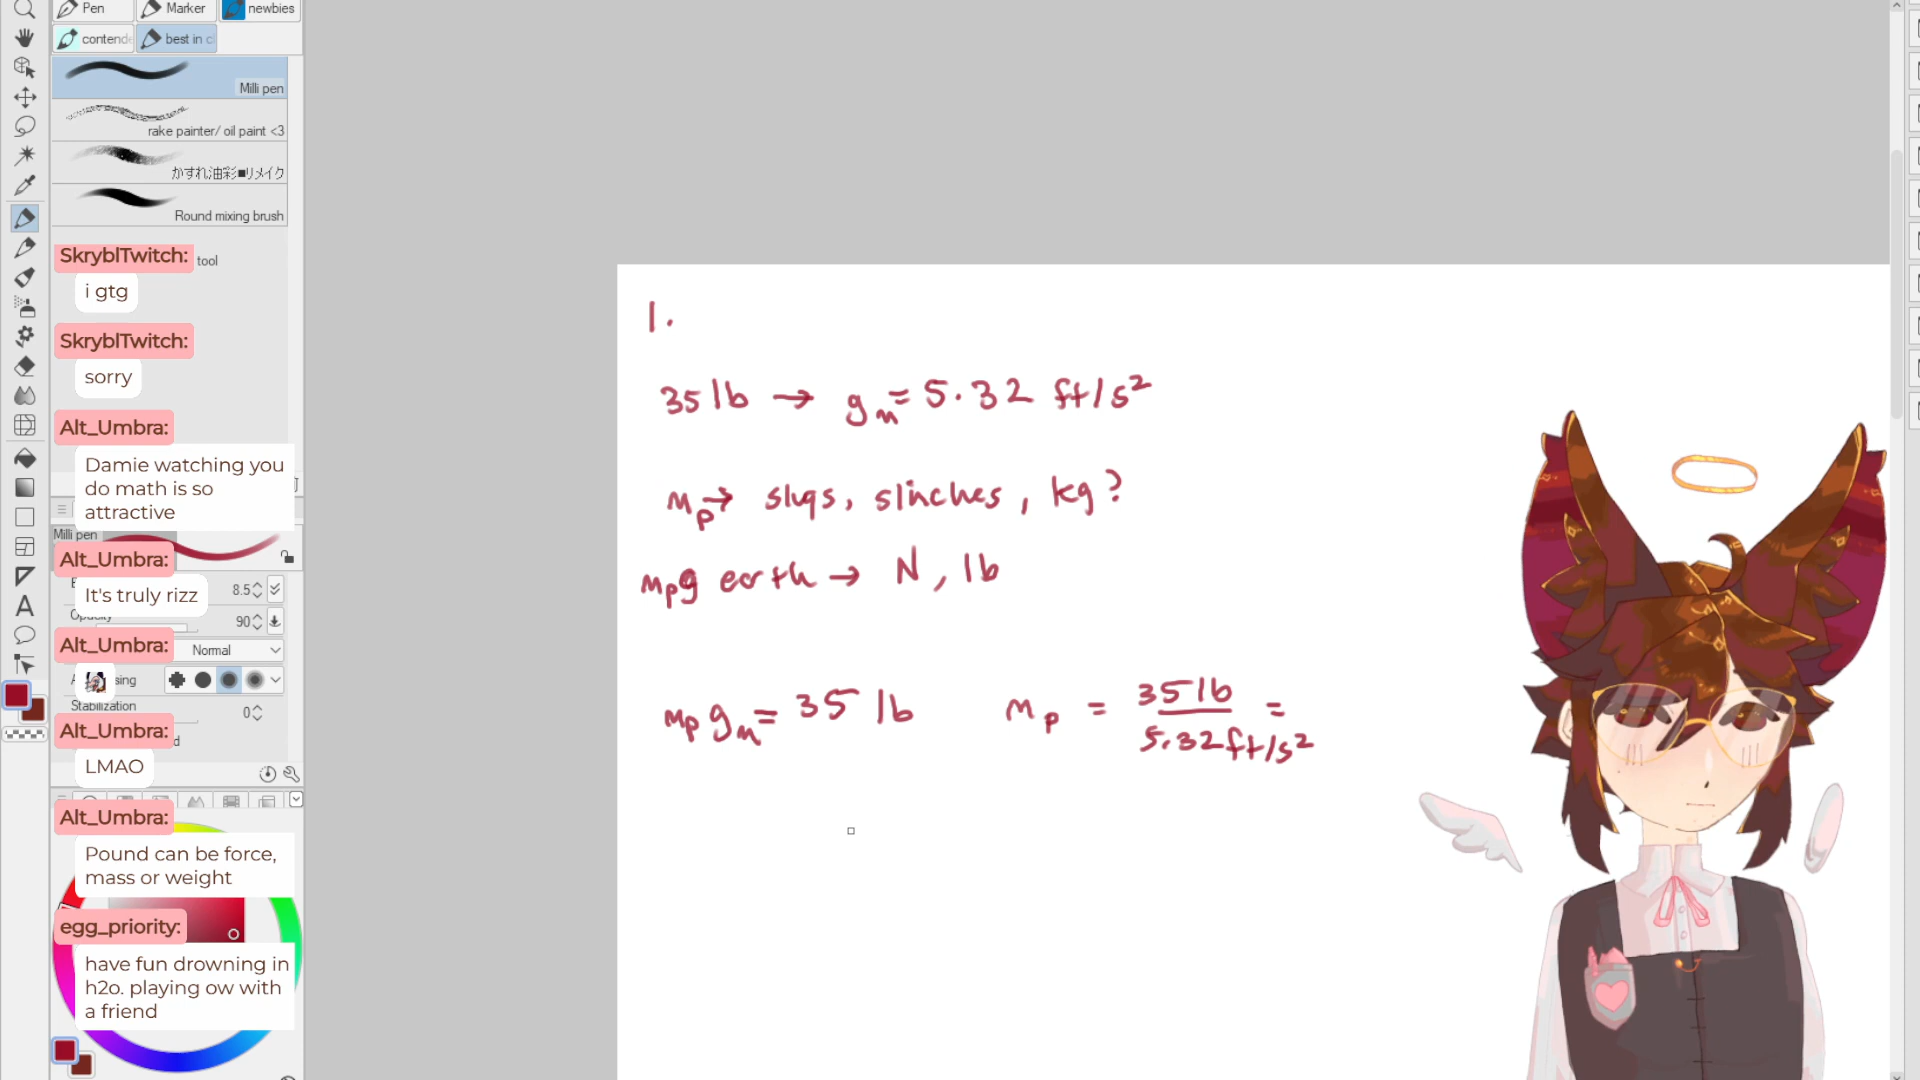 Pen
Marker
newbies
contende
best in c
Milli pen
rake painter/ oil paint <3
かすれ油彩■リメイク
Round mixing brush
SkryblTwitch:
tool
i gtg
SkryblTwitch:
sorry
Alt_Umbra:
Damie watching you
do math is so
attractive
Milli pen
Alt_Umbra:
8.5
It's truly rizz
90
Alt_Umbra:
Normal
sing
Stabilization
0
Alt_Umbra:
LMAO
Alt_Umbra:
Pound can be force,
mass or weight
egg_priority:
have fun drowning in
h2o. playing ow with
a friend
1.
35 lb → gm = 5.32 ft/s²
mp → slugs, slinches, kg?
mpg earth → N, lb
mp gm = 35 lb
mp = 35 lb / 5.32 ft/s² =